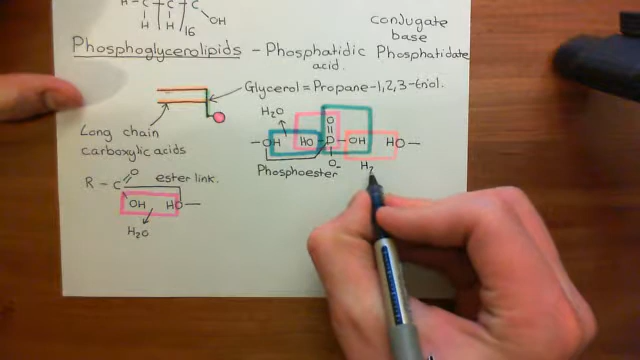 H-C-C-C
OH
H H 16
conjugate
base
Phosphoglycerolipids - Phosphatidic Phosphatidate
acid.
Glycerol = Propane-1,2,3-triol.
H₂O
Long chain
carboxylic acids
O
-OH HO-P-OH HO-
O-
Phosphoester
H₂
R-C=O ester link.
OH HO-
H₂O